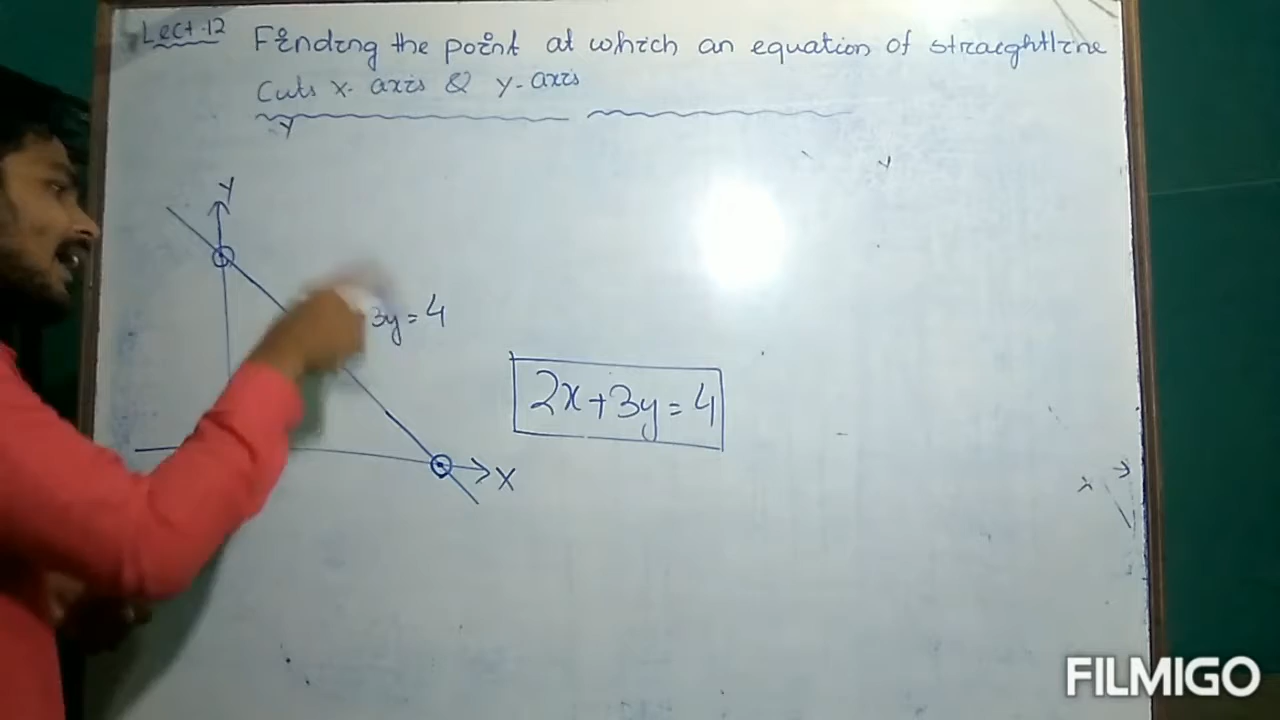 Lect.12 Finding the point at which an equation of straightline
Cuts X-axis & Y-axis
Y
Y
Y
3y=4
2x+3y=4
X
x
FILMIGO